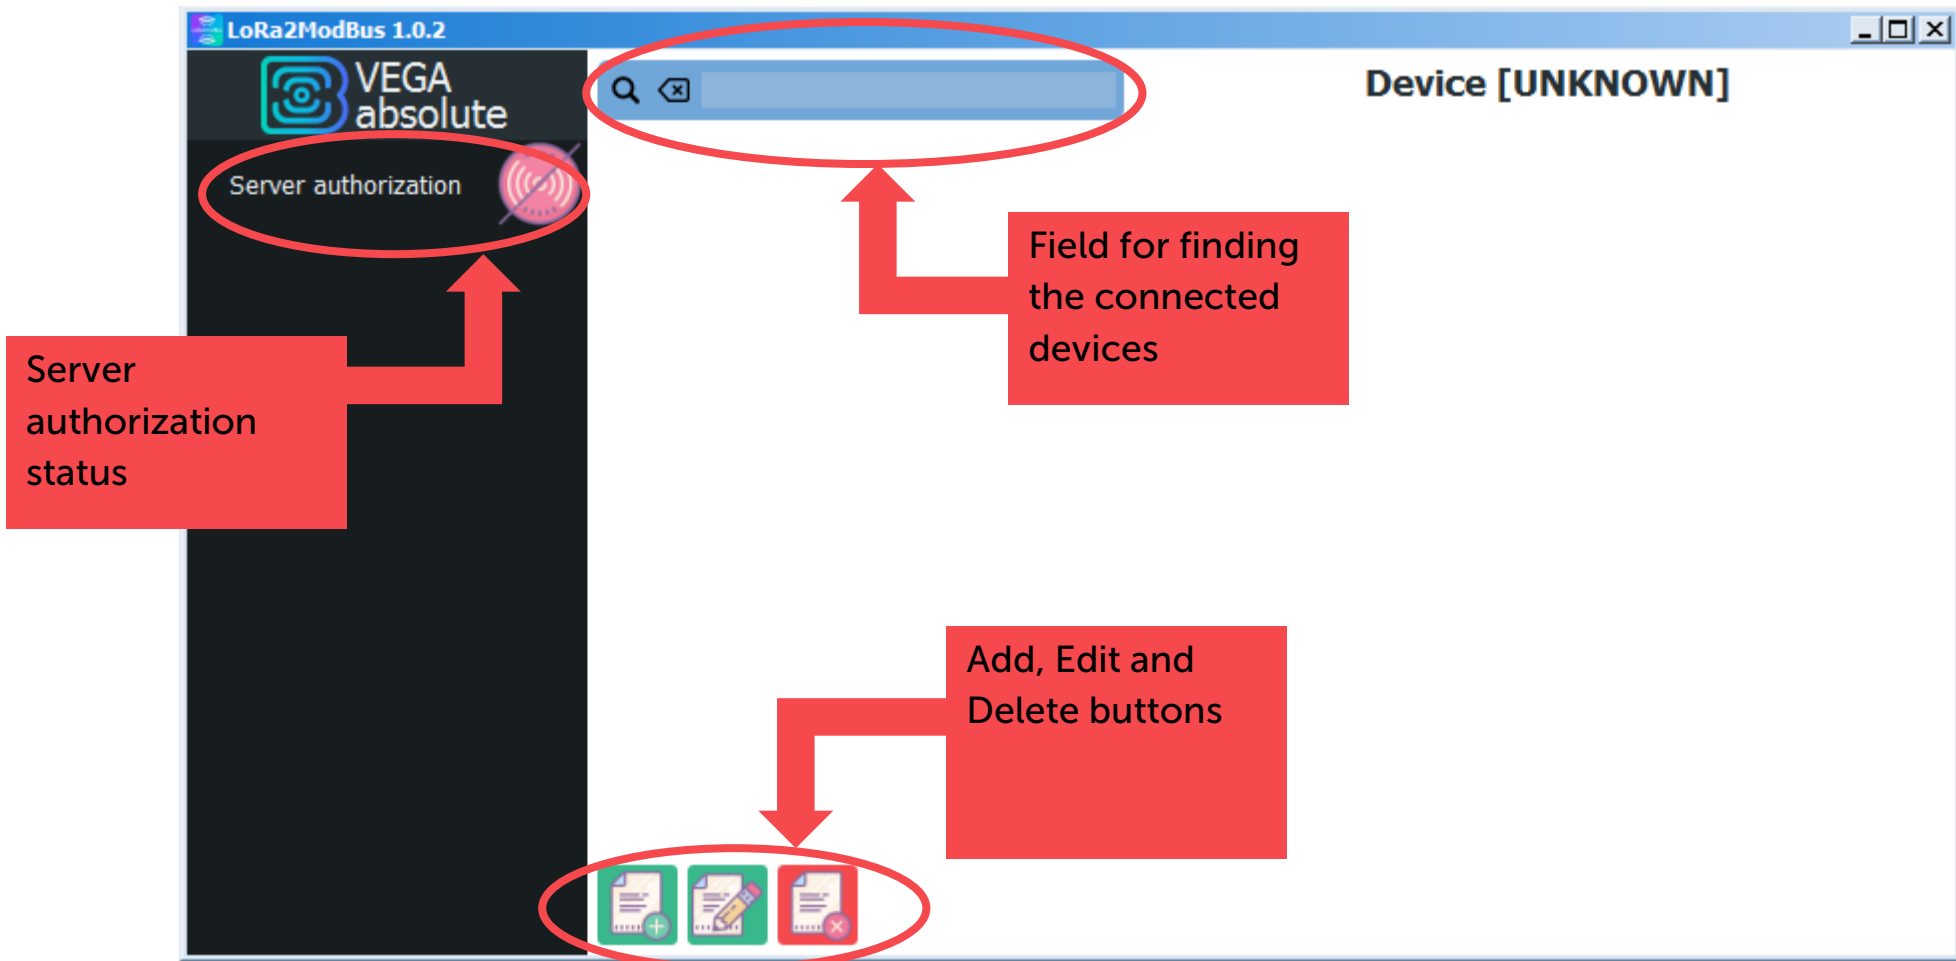 LoRa2ModBus 1.0.2
VEGA
absolute
Device [UNKNOWN]
Server authorization
Field for finding
the connected
devices
Server
authorization
status
Add, Edit and
Delete buttons